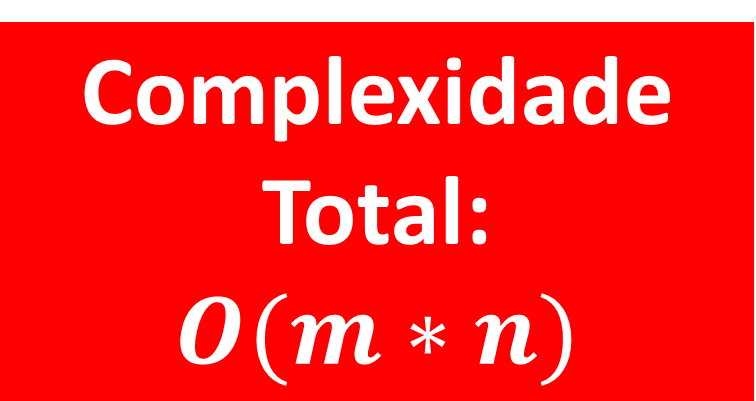 Complexidade
Total:
O(m * n)